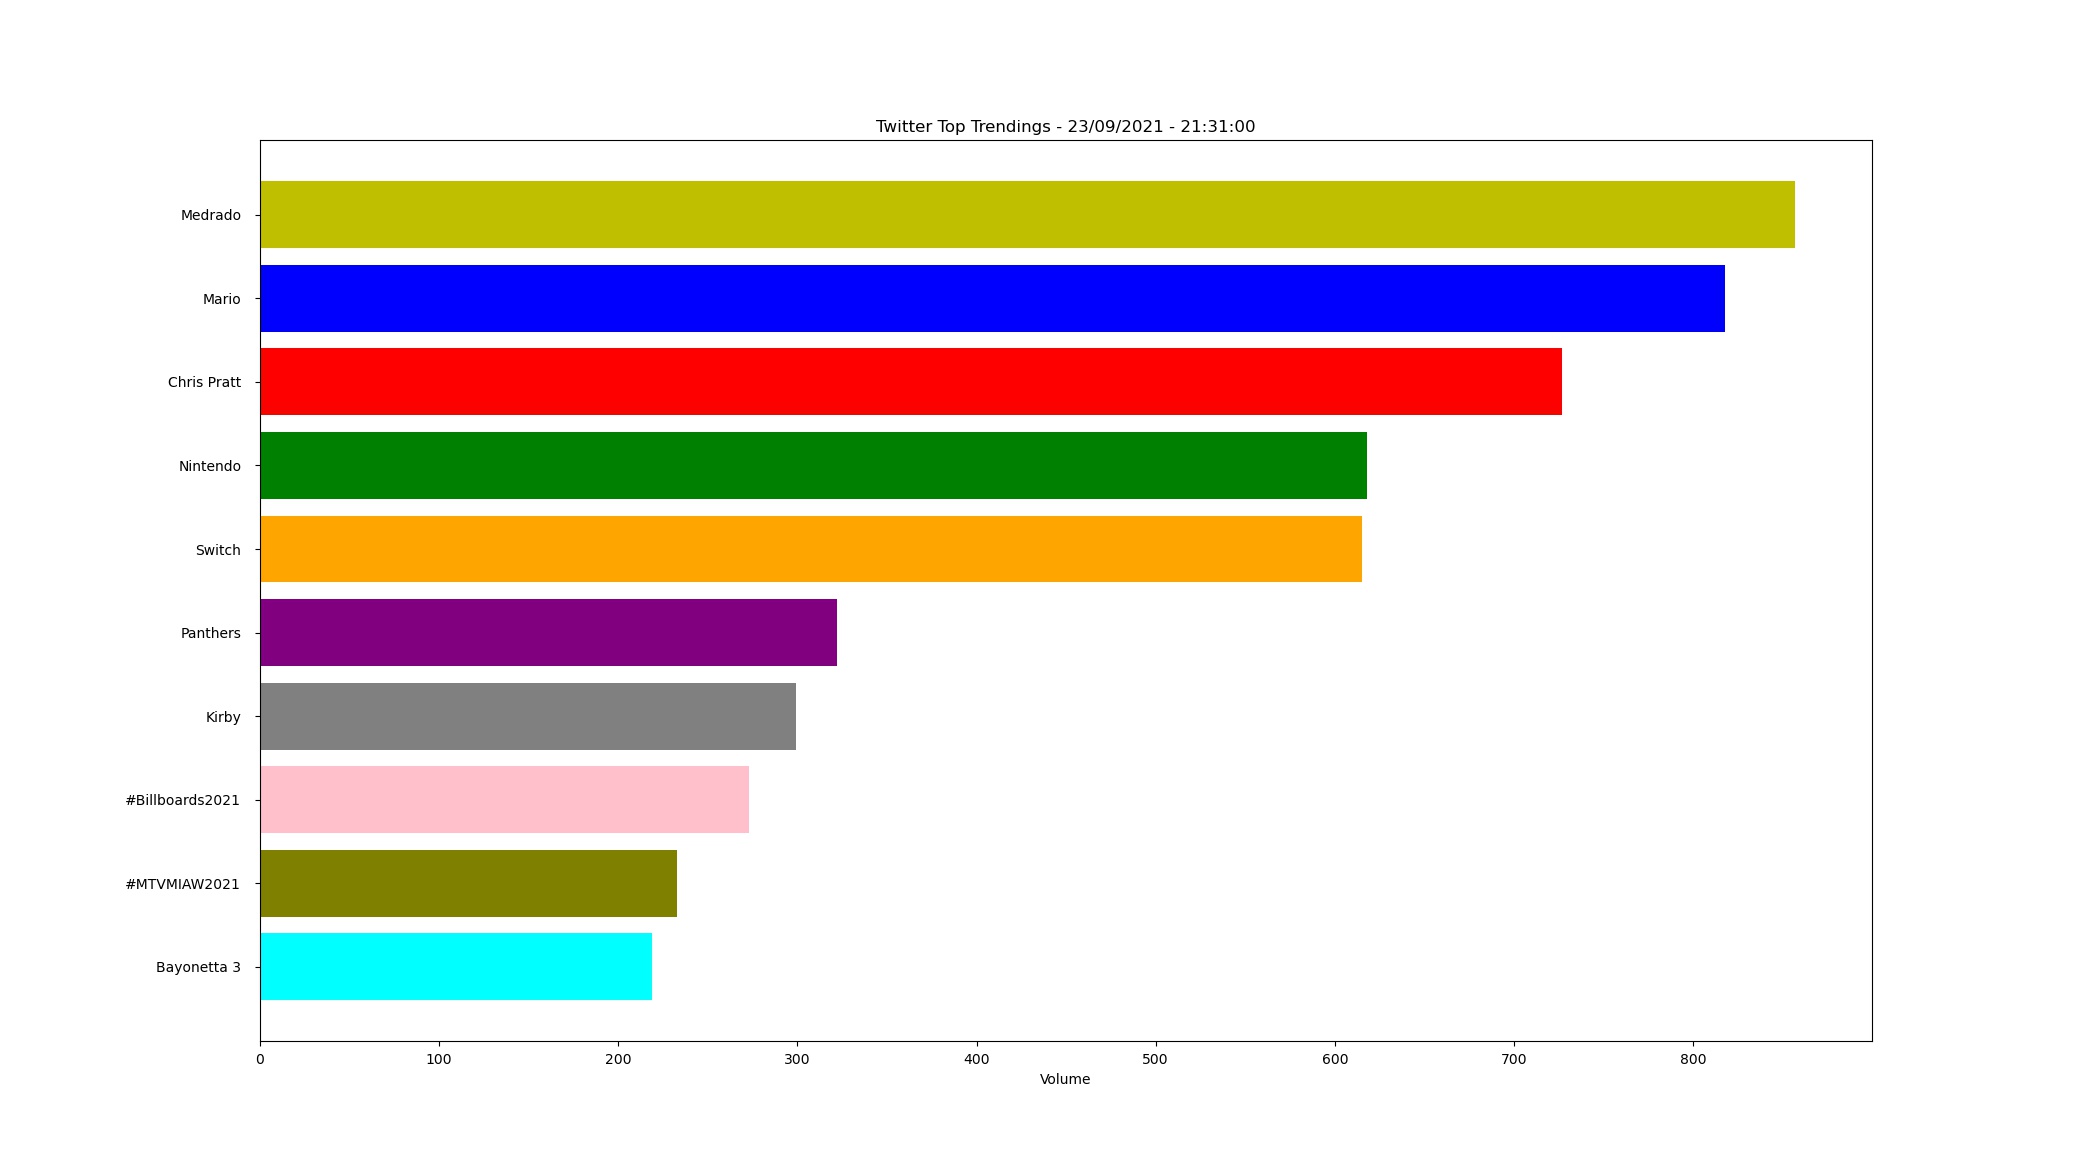 Twitter Top Trendings - 23/09/2021 - 21:31:00
Medrado
Mario
Chris Pratt
Nintendo
Switch
Panthers
Kirby
#Billboards2021
#MTVMIAW2021
Bayonetta 3
0 100 200 300 400 500 600 700 800
Volume